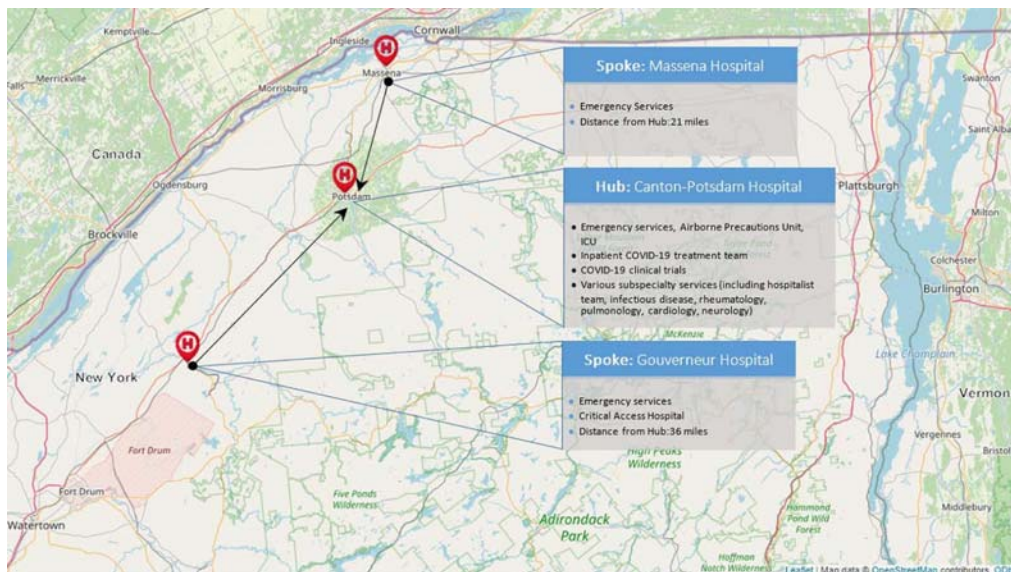 Kemptville
Cornwall
Ingleside
Massena
Merrickville
Morrisburg
Falls
Canada
Ogdensburg
Potsdam
Brockville
New York
Fort Drum
Fort Drum
Watertown
Five Ponds
Wilderness
Adirondack
Park
High Peaks
Wilderness
McKenzie
Hammond
Pond Wild
Forest
Hoffman
Notch Wilderness
Swanton
Saint Alba
Plattsburgh
Milton
Colchester
Burlington
Lake Champlain
Vermon
Vergennes
Bristol
Middlebury
Spoke: Massena Hospital
Emergency Services
Distance from Hub:21 miles
Hub: Canton-Potsdam Hospital
Emergency services, Airborne Precautions Unit,
ICU
Inpatient COVID-19 treatment team
COVID-19 clinical trials
Various subspecialty services (including hospitalist
team, infectious disease, rheumatology,
pulmonology, cardiology, neurology)
Spoke: Gouverneur Hospital
Emergency services
Critical Access Hospital
Distance from Hub:36 miles
Leaflet | Map data © OpenStreetMap contributors, ODb